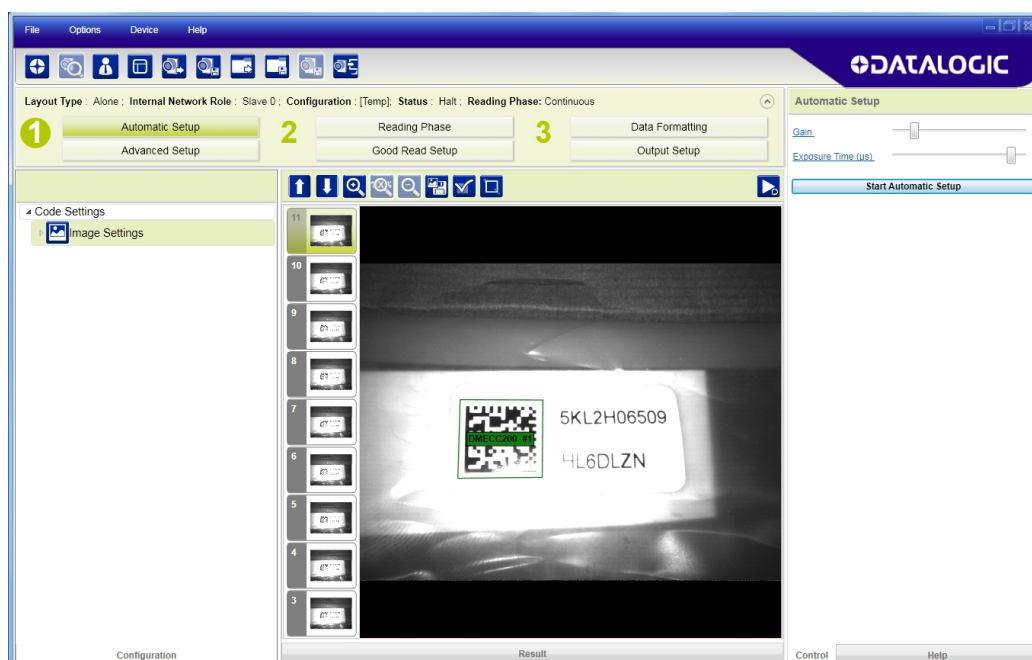 File Options Device Help
DATALOGIC
Layout Type : Alone ; Internal Network Role : Slave 0 ; Configuration : [Temp]; Status : Halt ; Reading Phase: Continuous
1 Automatic Setup
Advanced Setup
2 Reading Phase
Good Read Setup
3 Data Formatting
Output Setup
Automatic Setup
Gain
Exposure Time (µs)
Start Automatic Setup
Code Settings
Image Settings
11
10
9
8
7
6
5
4
3
DMECC200 #1
5KL2H06509
HL6DLZN
Configuration
Result
Control Help